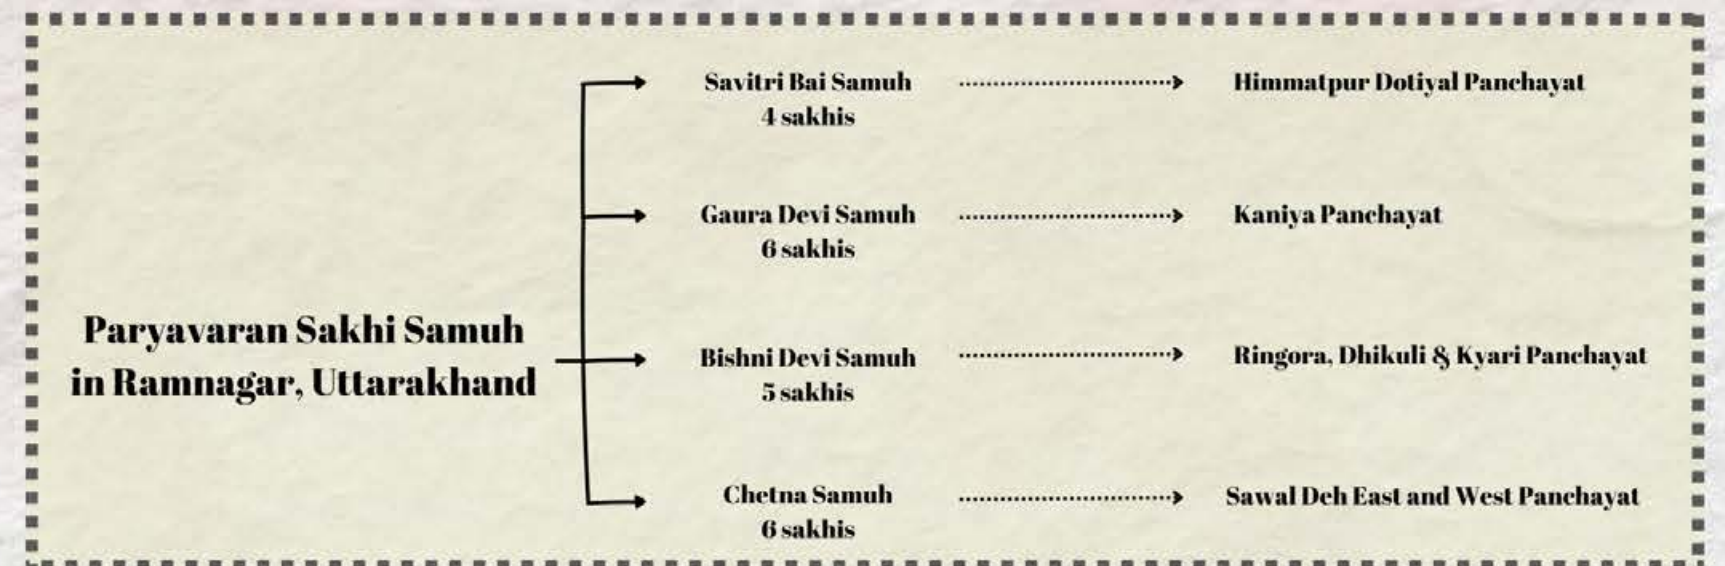 Paryavaran Sakhi Samuh
in Ramnagar, Uttarakhand
Savitri Bai Samuh
4 sakhis
Himmatpur Dotiyal Panchayat
Gaura Devi Samuh
6 sakhis
Kaniya Panchayat
Bishni Devi Samuh
5 sakhis
Ringora, Dhikuli & Kyari Panchayat
Chetna Samuh
6 sakhis
Sawal Deh East and West Panchayat